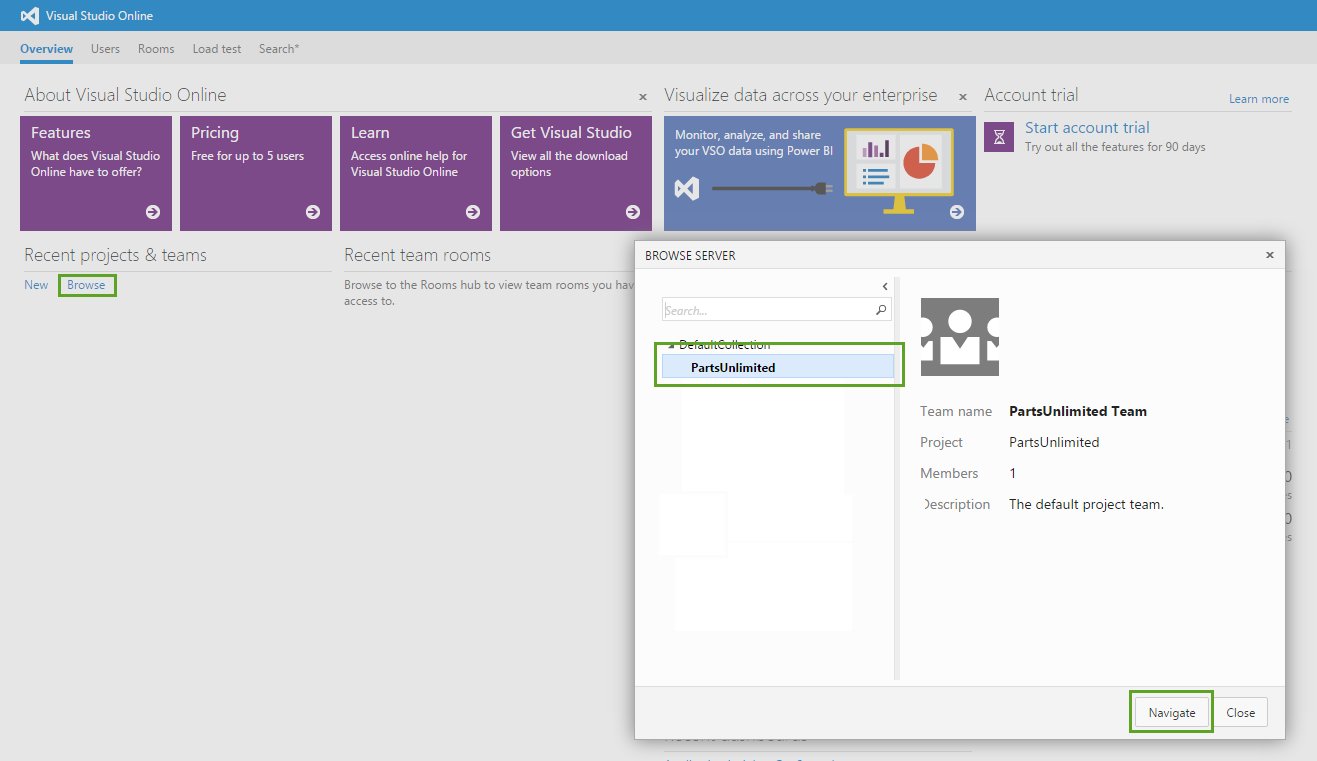 Visual Studio Online
Overview Users Rooms Load test Search*
About Visual Studio Online
Features
What does Visual Studio
Online have to offer?
Pricing
Free for up to 5 users
Learn
Access online help for
Visual Studio Online
Get Visual Studio
View all the download
options
Visualize data across your enterprise
Monitor, analyze, and share
your VSO data using Power BI
Account trial
Learn more
Start account trial
Try out all the features for 90 days
Recent projects & teams
New Browse
Recent team rooms
Browse to the Rooms hub to view team rooms you hav
access to.
BROWSE SERVER
Search...
DefaultCollection
PartsUnlimited
Team name PartsUnlimited Team
Project PartsUnlimited
Members 1
Description The default project team.
Navigate Close